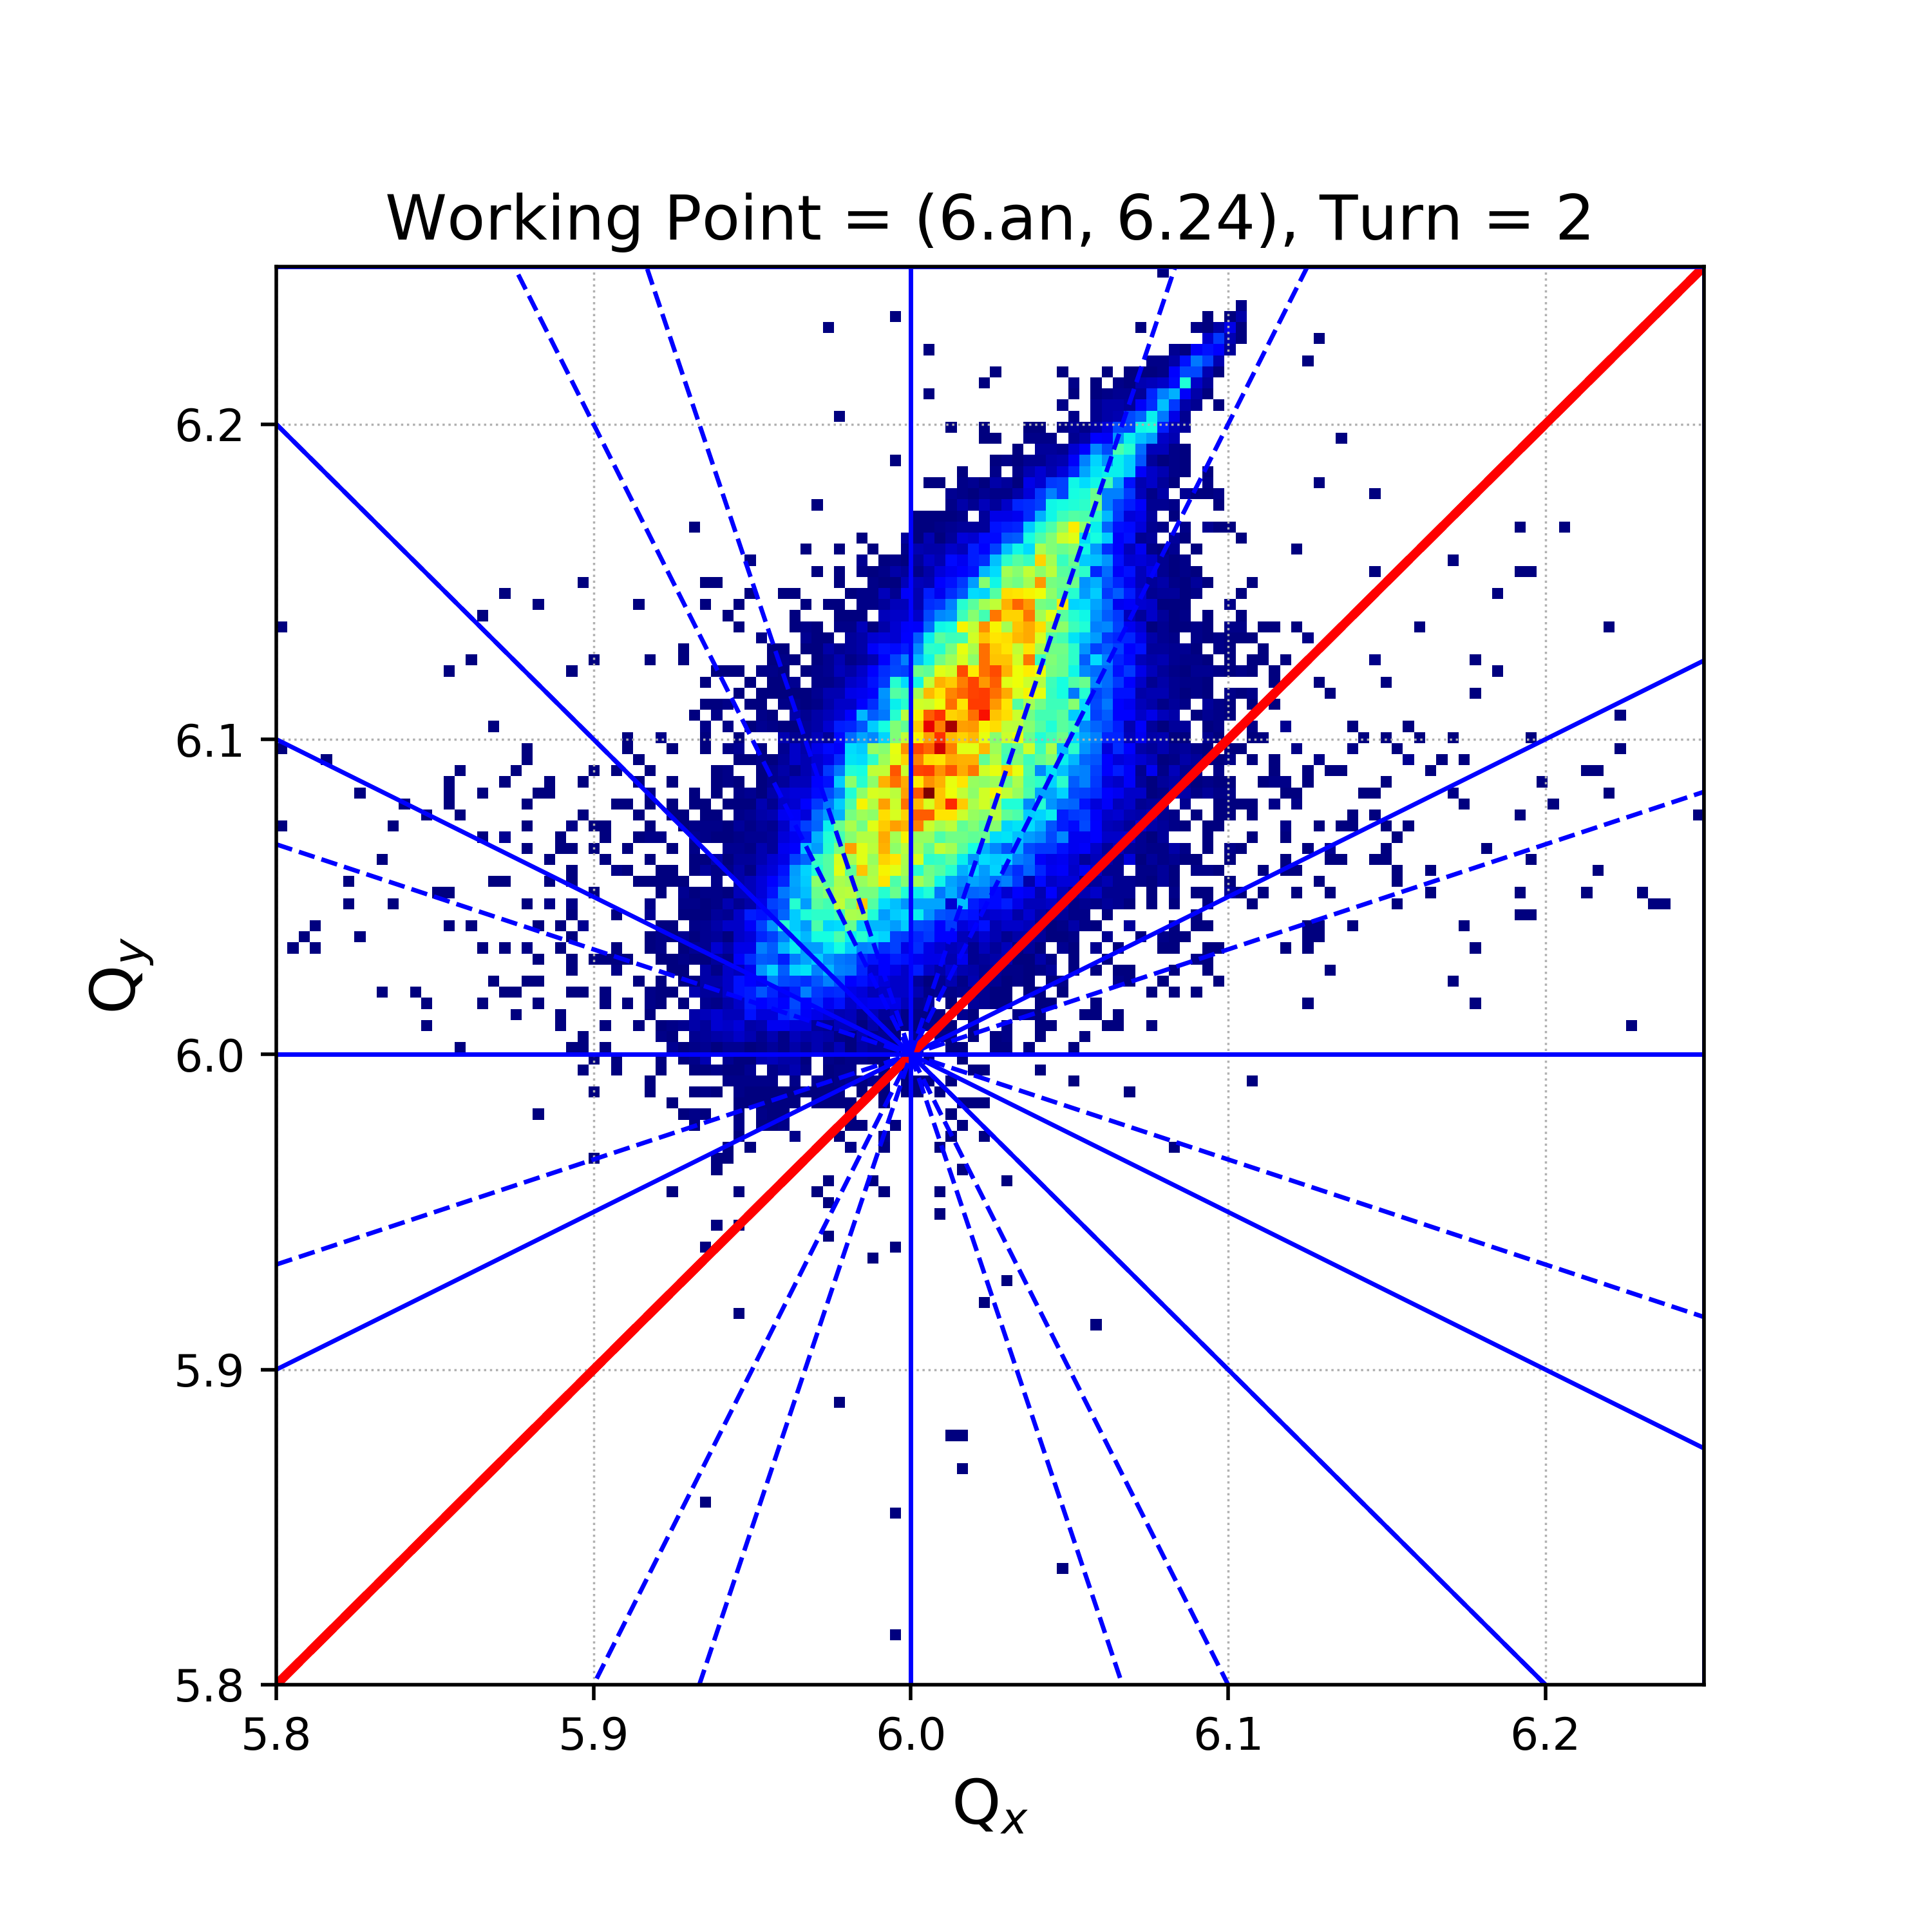 Working Point = (6.an, 6.24), Turn = 2
6.2
6.1
6.0
5.9
5.8
Qy
5.8 5.9 6.0 6.1 6.2
Qx